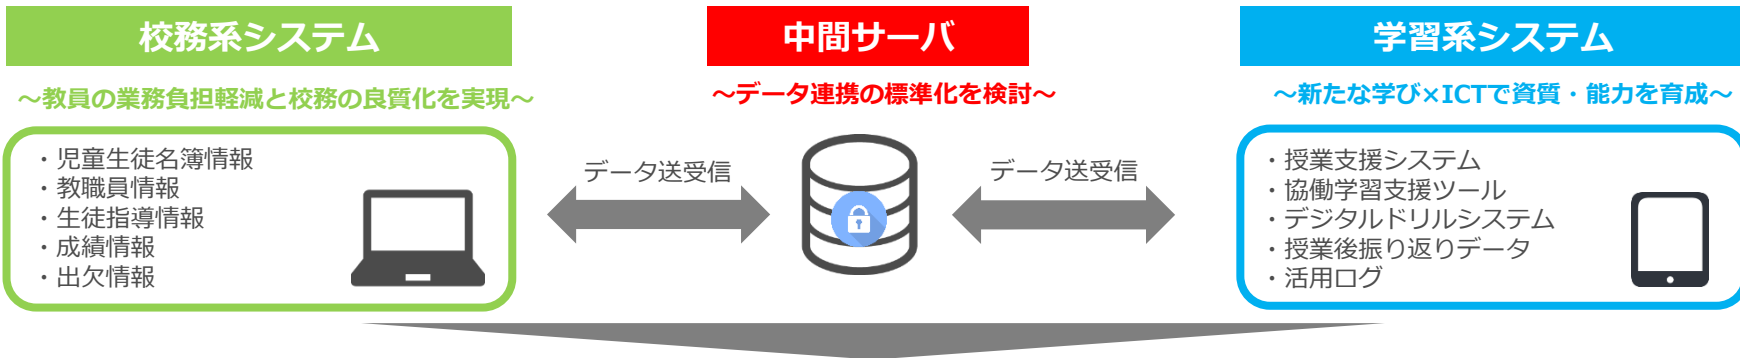 校務系システム
～教員の業務負担軽減と校務の良質化を実現～
・児童生徒名簿情報
・教職員情報
・生徒指導情報
・成績情報
・出欠情報
データ送受信
中間サーバ
～データ連携の標準化を検討～
データ送受信
学習系システム
～新たな学び×ICTで資質・能力を育成～
・授業支援システム
・協働学習支援ツール
・デジタルドリルシステム
・授業後振り返りデータ
・活用ログ